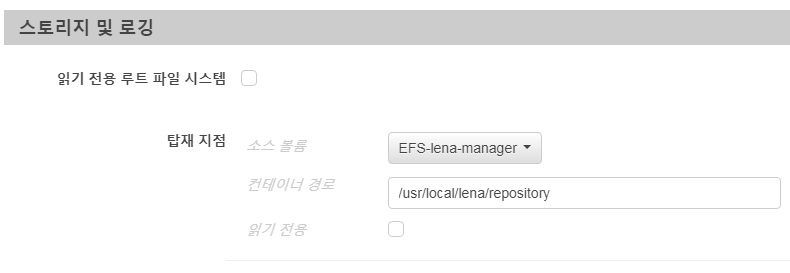 스토리지 및 로깅
읽기 전용 루트 파일 시스템
탑재 지점
소스 볼륨 EFS-lena-manager
컨테이너 경로 /usr/local/lena/repository
읽기 전용